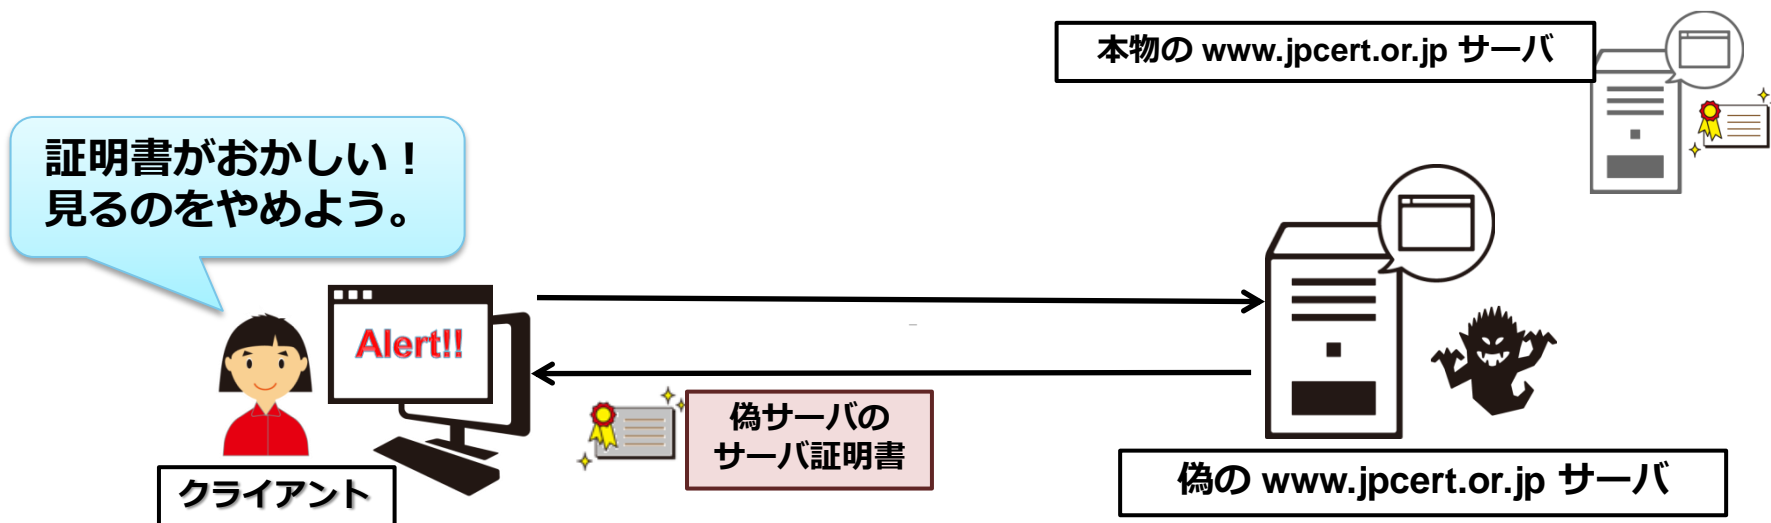 本物の www.jpcert.or.jp サーバ
証明書がおかしい！
見るのをやめよう。
Alert!!
偽サーバの
サーバ証明書
クライアント
偽の www.jpcert.or.jp サーバ